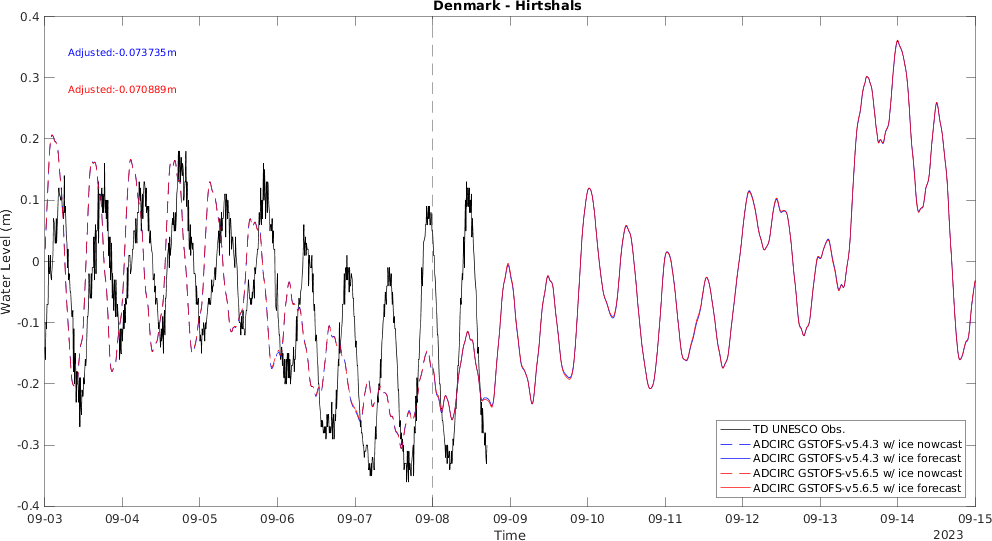 Denmark - Hirtshals
Adjusted:-0.073735m
Adjusted:-0.070889m
Water Level (m)
0.4
0.3
0.2
0.1
0
-0.1
-0.2
-0.3
-0.4
TD UNESCO Obs.
ADCIRC GSTOFS-v5.4.3 w/ ice nowcast
ADCIRC GSTOFS-v5.4.3 w/ ice forecast
ADCIRC GSTOFS-v5.6.5 w/ ice nowcast
ADCIRC GSTOFS-v5.6.5 w/ ice forecast
09-03 09-04 09-05 09-06 09-07 09-08 09-09 09-10 09-11 09-12 09-13 09-14 09-15
Time
2023